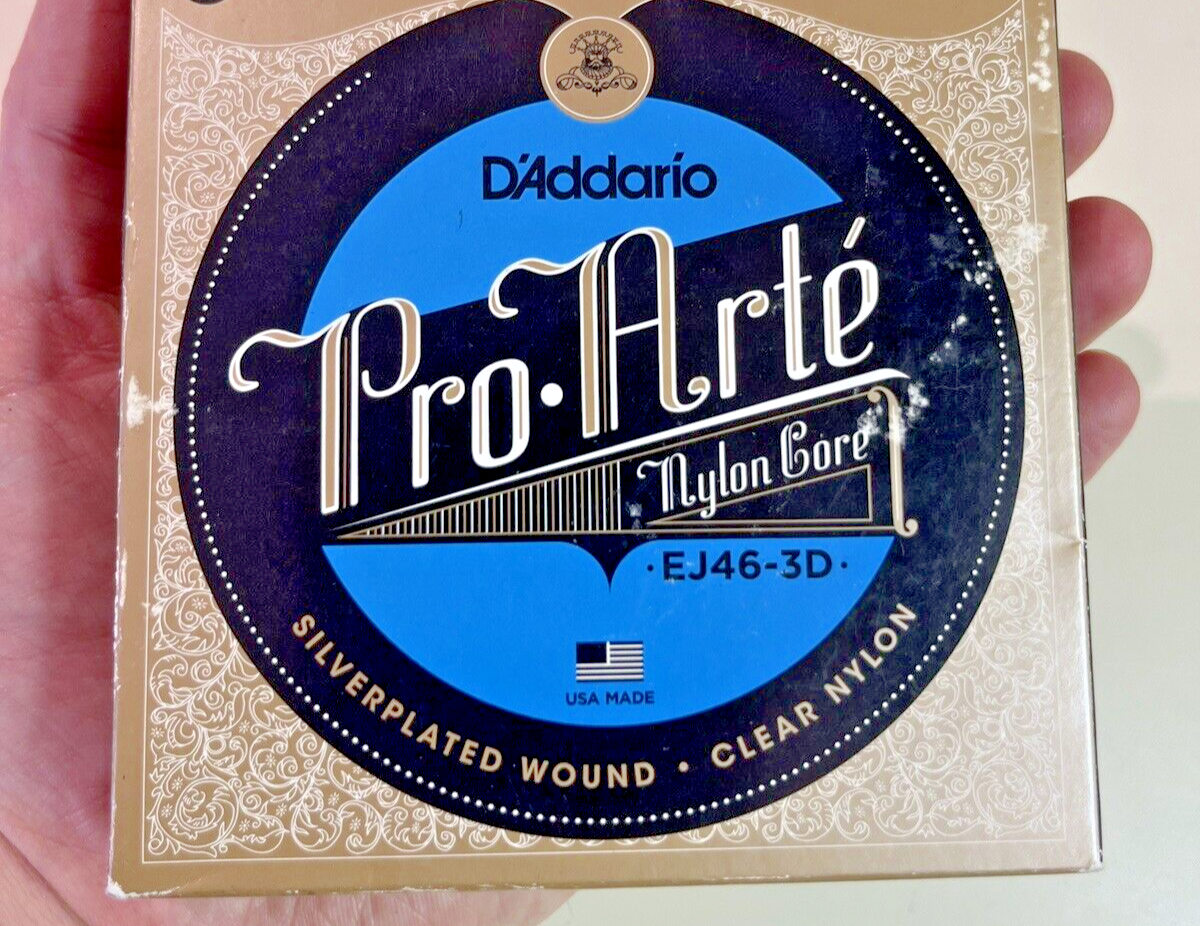 D'Addario
Pro·Arté
Nylon Core
·EJ46-3D·
USA MADE
SILVERPLATED WOUND • CLEAR NYLON